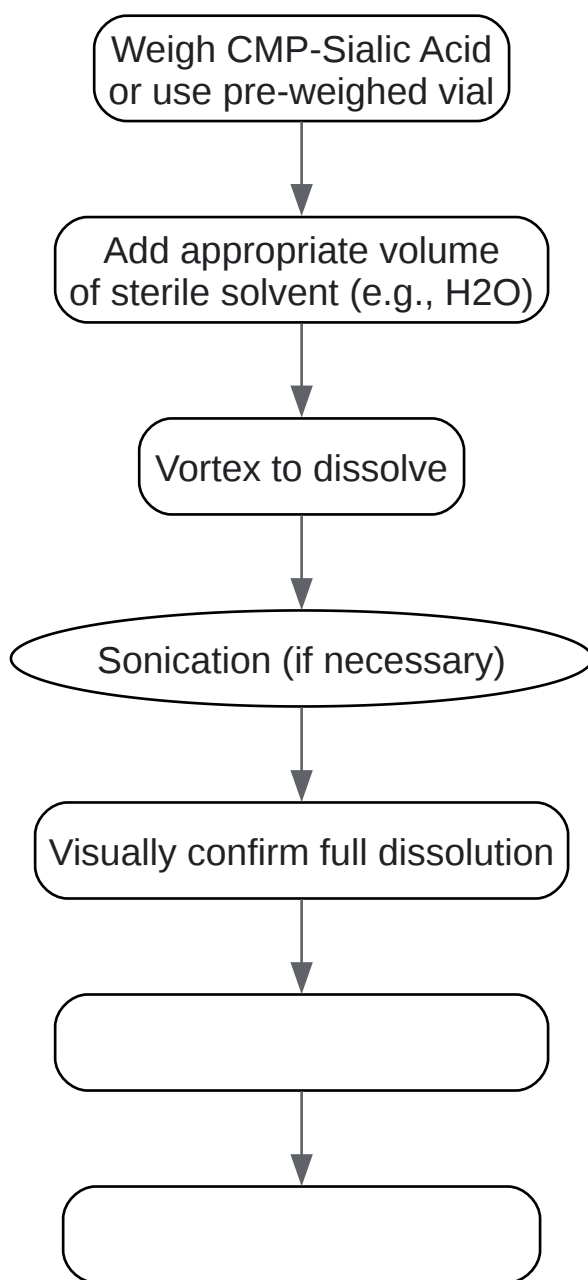 Weigh CMP-Sialic Acid
or use pre-weighed vial
Add appropriate volume
of sterile solvent (e.g., H2O)
Vortex to dissolve
Sonication (if necessary)
Visually confirm full dissolution